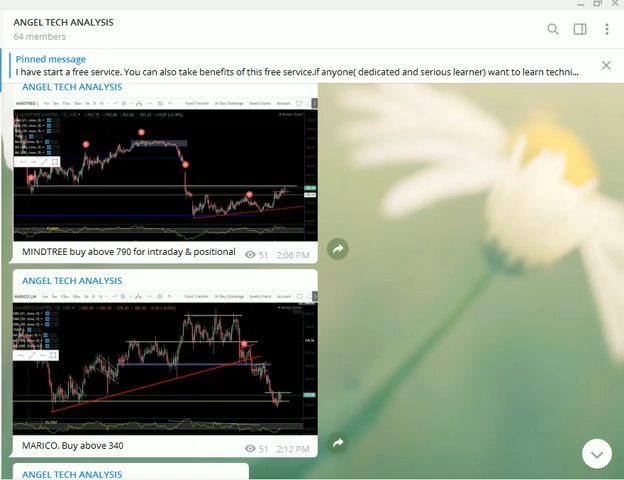 ANGEL TECH ANALYSIS
64 members
Pinned message
I have start a free service. You can also take benefits of this free service.if anyone( dedicated and serious learner) want to learn techni...
ANGEL TECH ANALYSIS
MINDTREE buy above 790 for intraday & positional
51 2:06 PM
ANGEL TECH ANALYSIS
MARICO, Buy above 340
51 2:12 PM
ANGEL TECH ANALYSIS